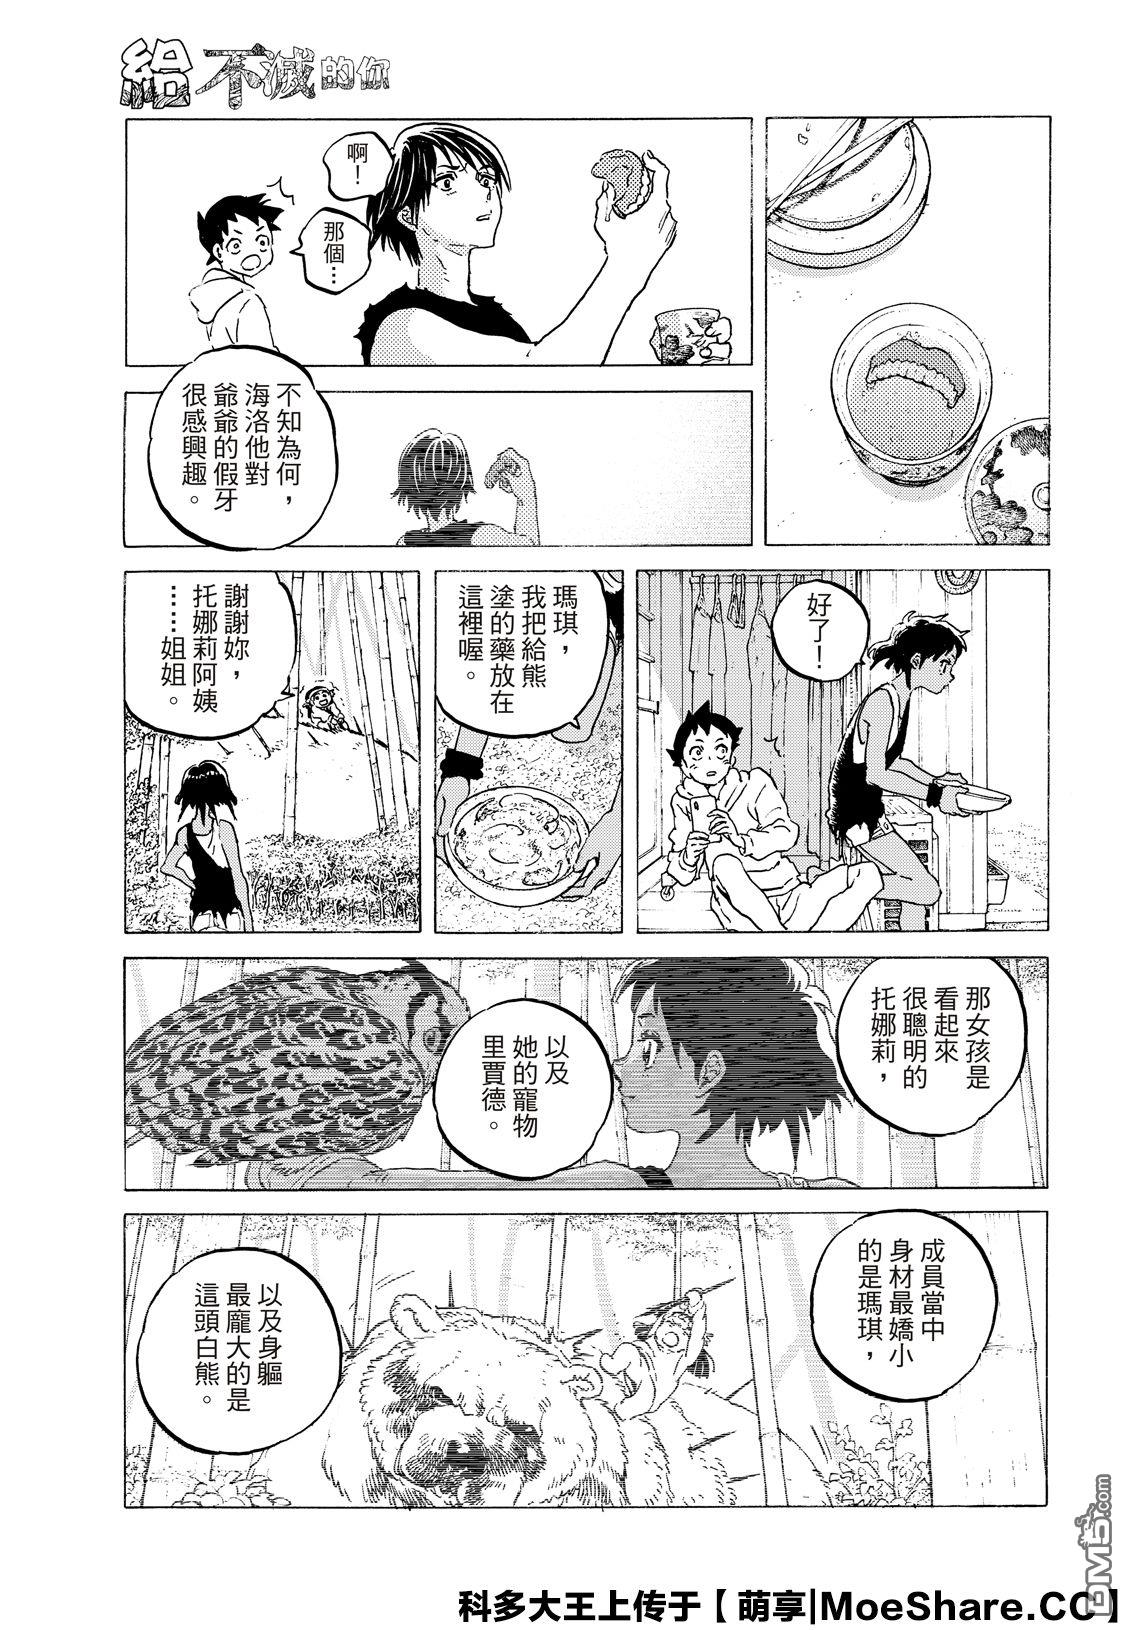 給不滅的你
啊！
那個…
不知為何，
海洛他對
爺爺的假牙
很感興趣。
好了！
瑪琪，
我把給熊
塗的藥放在
這裡喔。
謝謝妳，
托娜莉阿姨
……姐姐。
那女孩是
看起來
很聰明的
托娜莉，
以及
她的寵物
里賈德。
成員當中
身材最嬌小
的是瑪琪，
以及身軀
最龐大的是
這頭白熊。
DM5.com
科多大王上传于【萌享|MoeShare.CC】